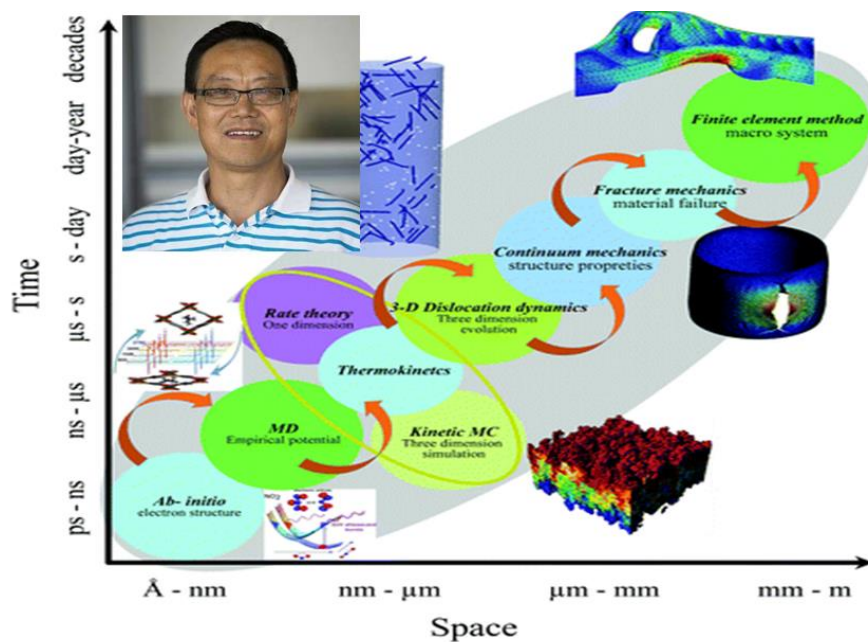 decades
day-year
s - day
μs - s
ns - μs
ps - ns
Time
Finite element method
macro system
Fracture mechanics
material failure
Continuum mechanics
structure propreties
Rate theory
One dimension
3-D Dislocation dynamics
Three dimension
evolution
Thermokinetcs
MD
Empirical potential
Kinetic MC
Three dimension
simulation
Ab- initio
electron structure
Å - nm
nm - μm
μm - mm
mm - m
Space